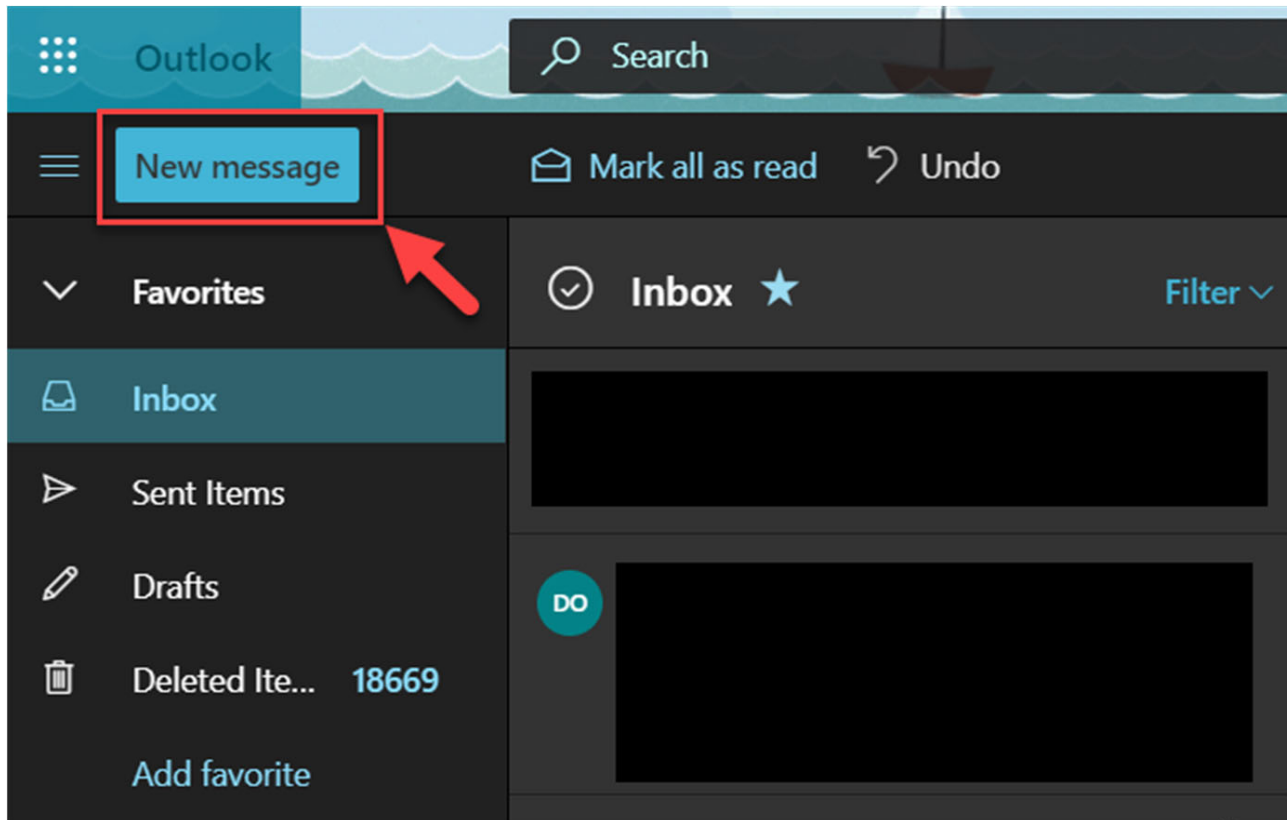 Outlook
Search
New message
Mark all as read
Undo
Favorites
Inbox
Sent Items
Drafts
Deleted Ite... 18669
Add favorite
Inbox
Filter
DO